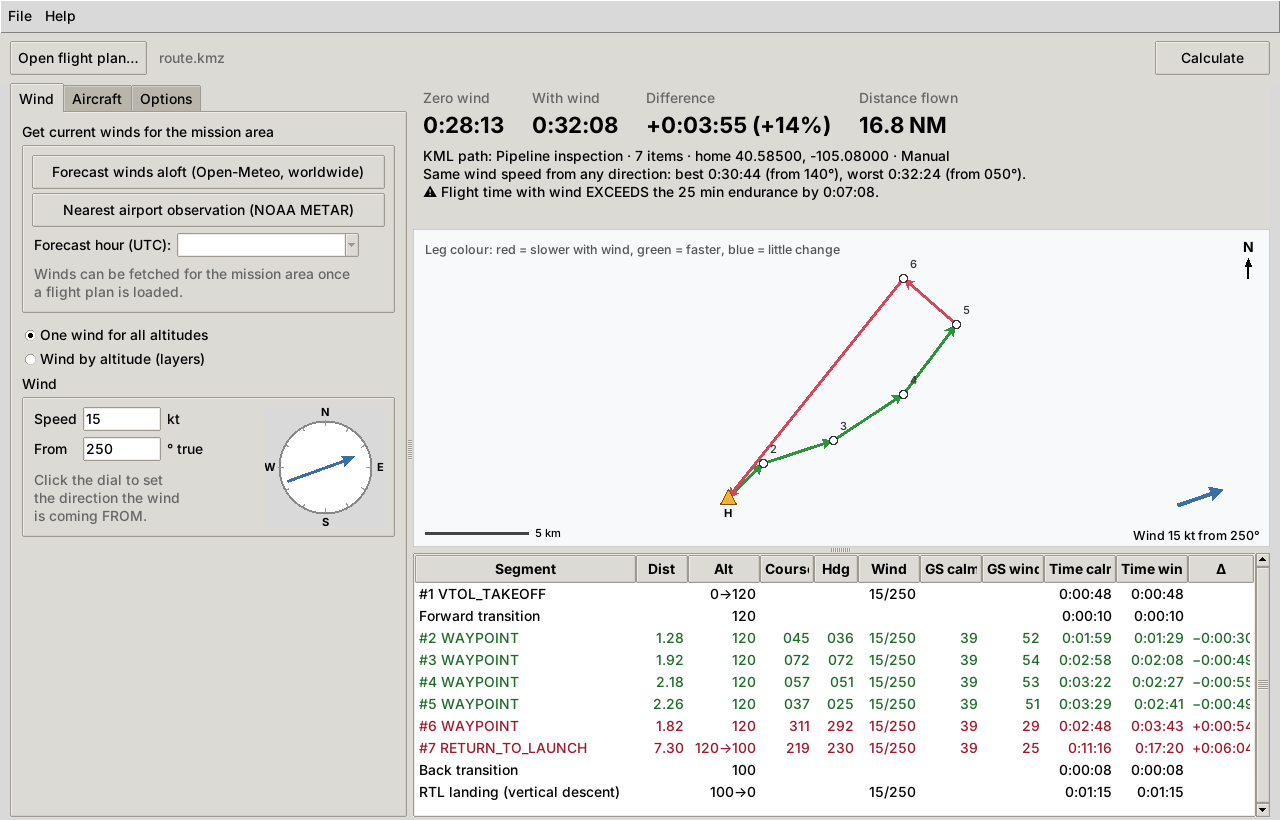 File Help
Open flight plan... route.kmz Calculate
Wind Aircraft Options
Get current winds for the mission area
Forecast winds aloft (Open-Meteo, worldwide)
Nearest airport observation (NOAA METAR)
Forecast hour (UTC):
Winds can be fetched for the mission area once
a flight plan is loaded.
One wind for all altitudes
Wind by altitude (layers)
Wind
Speed 15 kt
From 250 ° true
Click the dial to set
the direction the wind
is coming FROM.
N
W E
S
Zero wind With wind Difference Distance flown
0:28:13 0:32:08 +0:03:55 (+14%) 16.8 NM
KML path: Pipeline inspection · 7 items · home 40.58500, -105.08000 · Manual
Same wind speed from any direction: best 0:30:44 (from 140°), worst 0:32:24 (from 050°).
⚠ Flight time with wind EXCEEDS the 25 min endurance by 0:07:08.
Leg colour: red = slower with wind, green = faster, blue = little change
N
6
5
4
3
2
H
5 km
Wind 15 kt from 250°
Segment Dist Alt Cours Hdg Wind GS calm GS wind Time calr Time win Δ
#1 VTOL_TAKEOFF 0→120 15/250 0:00:48 0:00:48
Forward transition 120 0:00:10 0:00:10
#2 WAYPOINT 1.28 120 045 036 15/250 39 52 0:01:59 0:01:29 −0:00:30
#3 WAYPOINT 1.92 120 072 072 15/250 39 54 0:02:58 0:02:08 −0:00:49
#4 WAYPOINT 2.18 120 057 051 15/250 39 53 0:03:22 0:02:27 −0:00:55
#5 WAYPOINT 2.26 120 037 025 15/250 39 51 0:03:29 0:02:41 −0:00:49
#6 WAYPOINT 1.82 120 311 292 15/250 39 29 0:02:48 0:03:43 +0:00:54
#7 RETURN_TO_LAUNCH 7.30 120→100 219 230 15/250 39 25 0:11:16 0:17:20 +0:06:04
Back transition 100 0:00:08 0:00:08
RTL landing (vertical descent) 100→0 15/250 0:01:15 0:01:15